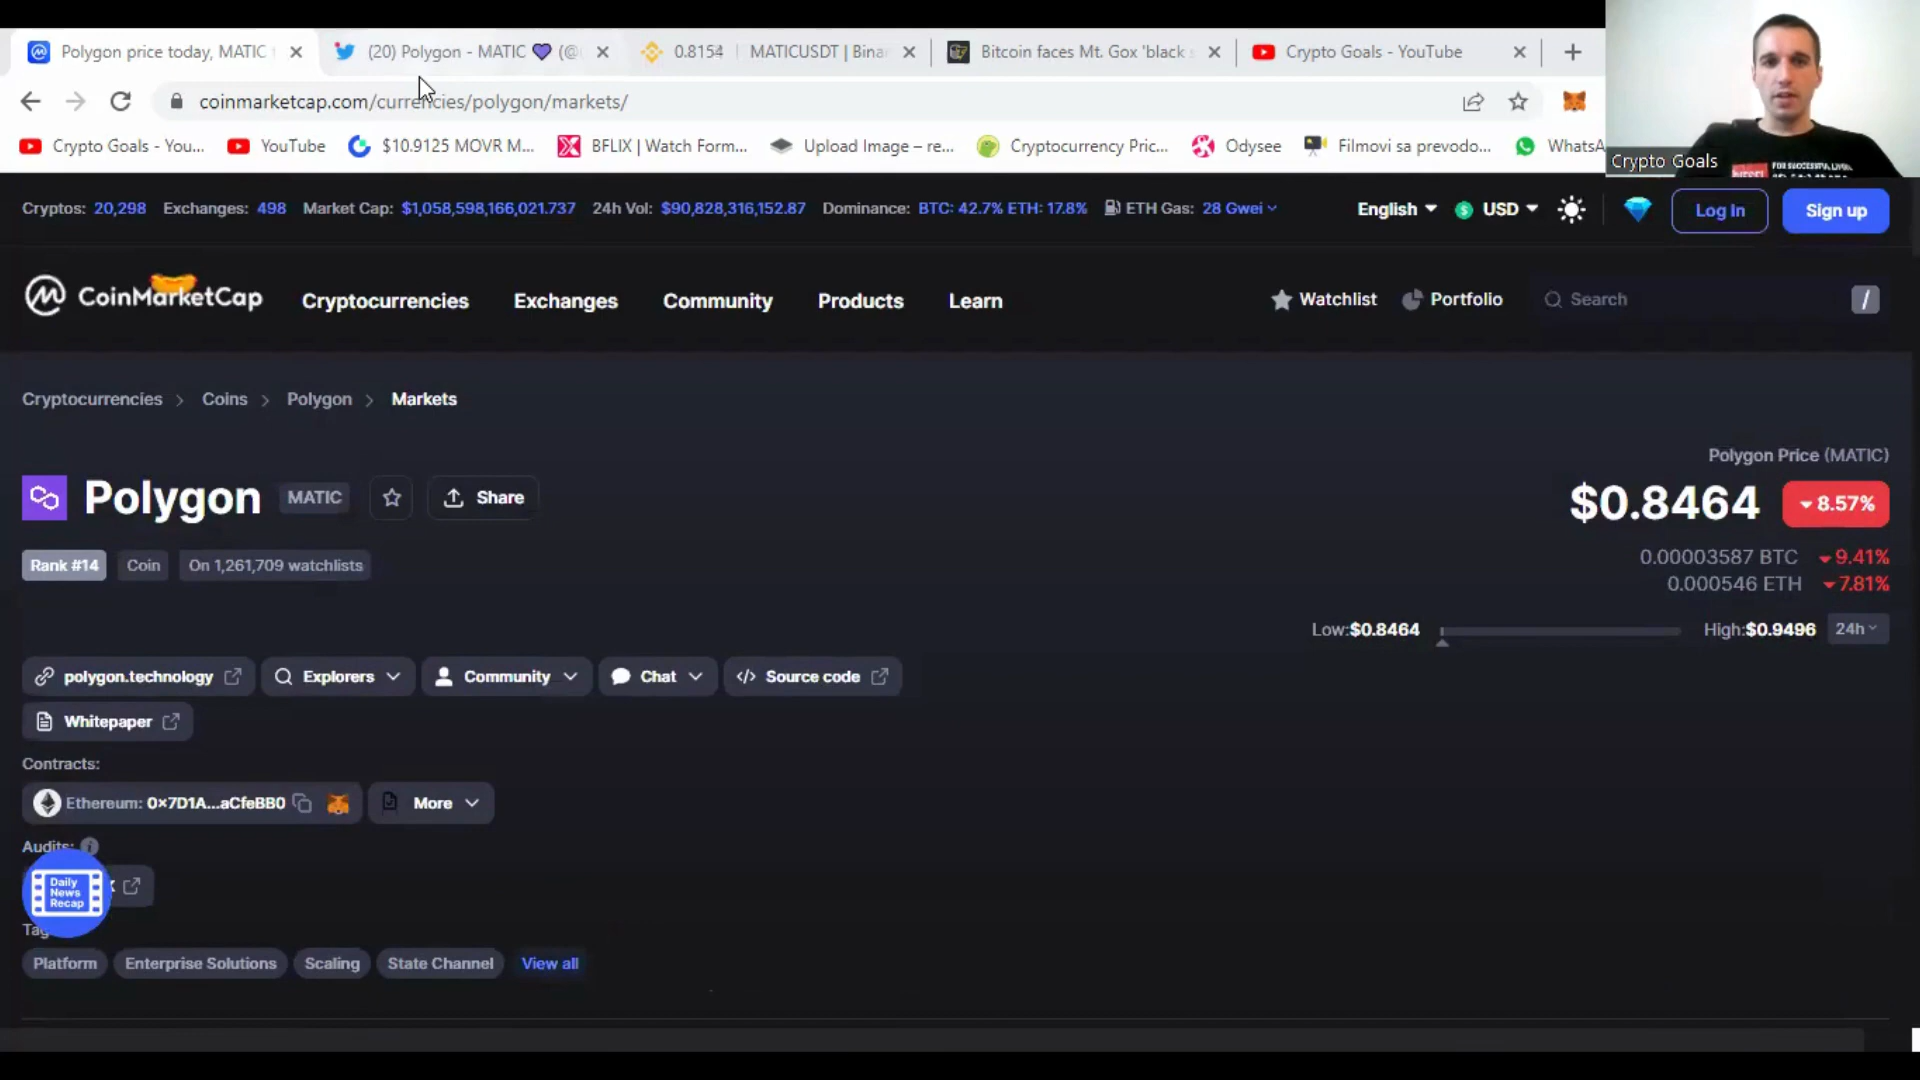 Polygon price today, MATIC
(20) Polygon - MATIC 💜 (@
0.8154 | MATICUSDT | Bina
Bitcoin faces Mt. Gox 'black s
Crypto Goals - YouTube
coinmarketcap.com/currencies/polygon/markets/
Crypto Goals - You...
YouTube
$10.9125 MOVR M...
BFLIX | Watch Form...
Upload Image – re...
Cryptocurrency Pric...
Odysee
Filmovi sa prevodo...
WhatsA
Crypto Goals
FOR SUCCESSFUL LIVING
DIESEL
Cryptos: 20,298 Exchanges: 498 Market Cap: $1,058,598,166,021.737 24h Vol: $90,828,316,152.87 Dominance: BTC: 42.7% ETH: 17.8% ETH Gas: 28 Gwei
English USD Log In Sign up
CoinMarketCap
Cryptocurrencies Exchanges Community Products Learn
Watchlist Portfolio Search /
Cryptocurrencies > Coins > Polygon > Markets
Polygon MATIC Share
Rank #14 Coin On 1,261,709 watchlists
Polygon Price (MATIC)
$0.8464 8.57%
0.00003587 BTC 9.41%
0.000546 ETH 7.81%
Low:$0.8464 High:$0.9496 24h
polygon.technology Explorers Community Chat </> Source code
Whitepaper
Contracts:
Ethereum: 0x7D1A...aCfeBB0 More
Audits:
Daily
News
Recap
Platform Enterprise Solutions Scaling State Channel View all